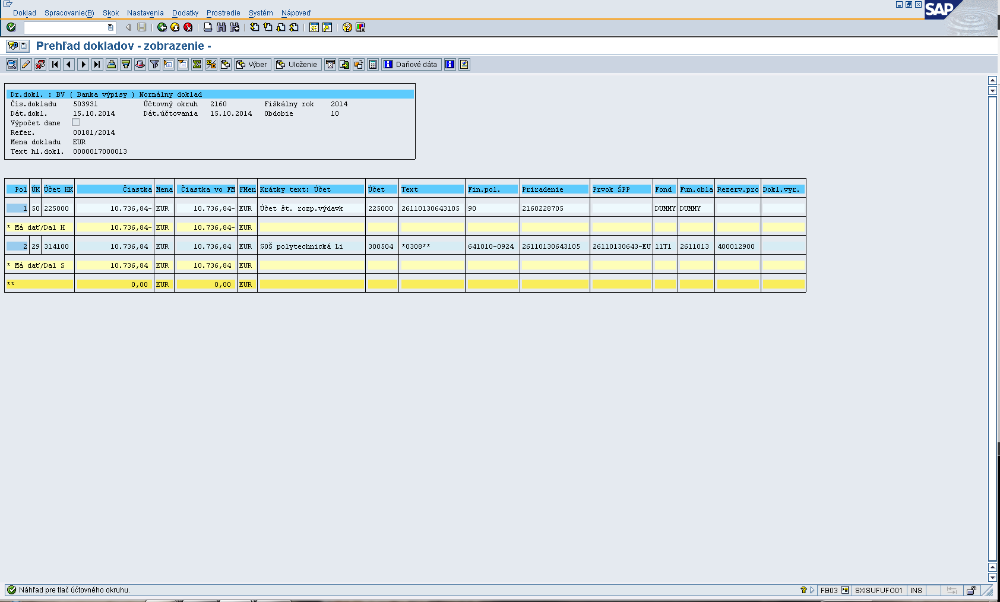 Doklad Spracovanie(B) Skok Nastavenia Dodatky Prostredie Systém Nápoveď
SAP
Prehľad dokladov - zobrazenie -
Výber Uloženie Daňové dáta
Dr.dokl. : BV ( Banka výpisy ) Normálny doklad
Čís.dokladu 503931 Účtovný okruh 2160 Fiškálny rok 2014
Dát.dokl. 15.10.2014 Dát.účtovania 15.10.2014 Obdobie 10
Výpočet dane
Refer. 00181/2014
Mena dokladu EUR
Text hl.dokl. 0000017000013
Pol ÚK Účet HK Čiastka Mena Čiastka vo FM FMen Krátky text: Účet Účet Text Fin.pol. Priradenie Prvok ŠPP Fond Fun.obla Rezerv.pro Dokl.vyr.
1 50 225000 10.736,84- EUR 10.736,84- EUR Účet št. rozp.výdavk 225000 26110130643105 90 2160228705 DUMMY DUMMY
* Má dať/Dal H 10.736,84- EUR 10.736,84- EUR
2 29 314100 10.736,84 EUR 10.736,84 EUR SOŠ polytechnická Li 300504 *0308** 641010-0924 26110130643105 26110130643-EU 11T1 2611013 400012900
* Má dať/Dal S 10.736,84 EUR 10.736,84 EUR
** 0,00 EUR 0,00 EUR
Náhľad pre tlač účtovného okruhu. FB03 SXISUFUFO01 INS